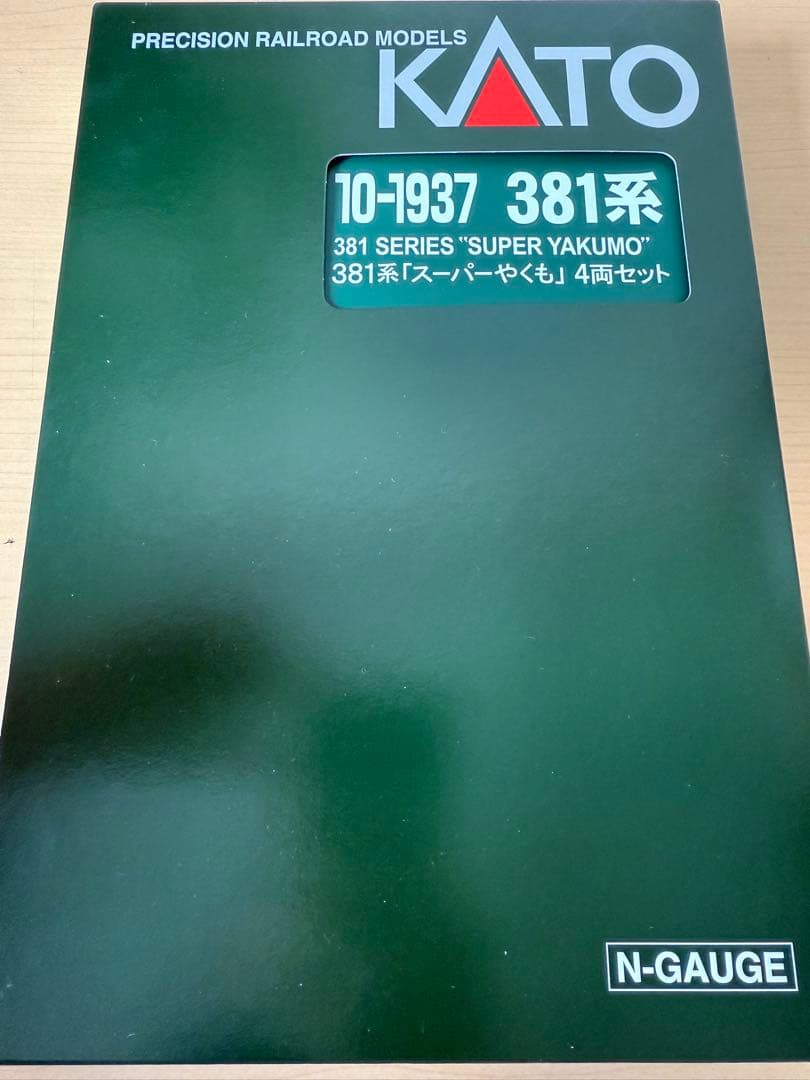 PRECISION RAILROAD MODELS
KATO
10-1937 381系
381 SERIES "SUPER YAKUMO"
381系「スーパーやくも」4両セット
N-GAUGE